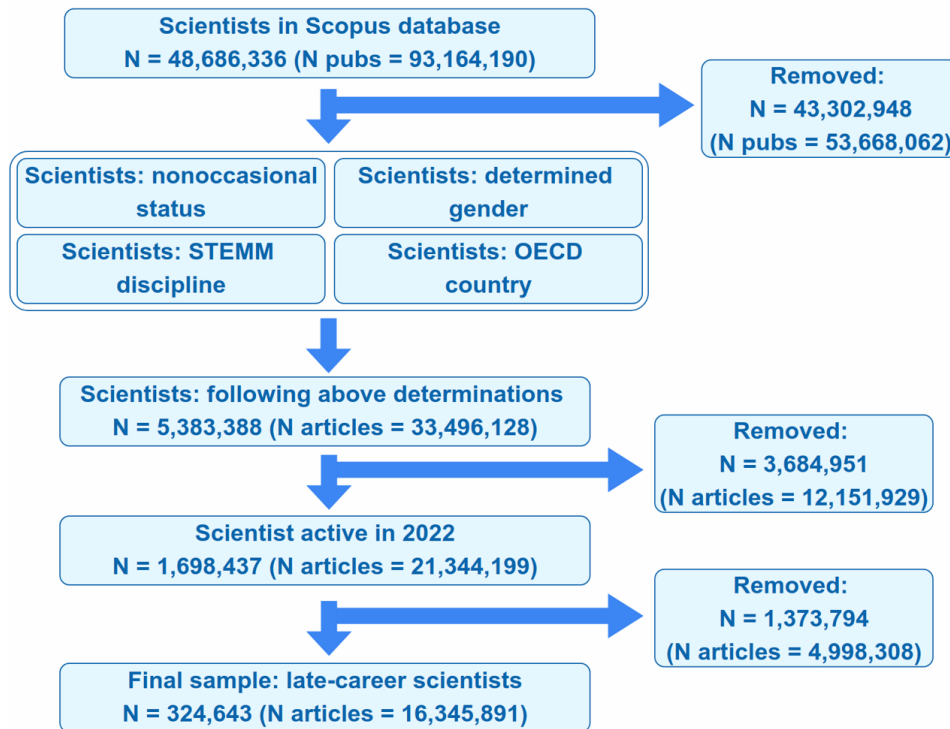 Scientists in Scopus database
N = 48,686,336 (N pubs = 93,164,190)
Removed:
N = 43,302,948
(N pubs = 53,668,062)
Scientists: nonoccasional
status
Scientists: determined
gender
Scientists: STEMM
discipline
Scientists: OECD
country
Scientists: following above determinations
N = 5,383,388 (N articles = 33,496,128)
Removed:
N = 3,684,951
(N articles = 12,151,929)
Scientist active in 2022
N = 1,698,437 (N articles = 21,344,199)
Removed:
N = 1,373,794
(N articles = 4,998,308)
Final sample: late-career scientists
N = 324,643 (N articles = 16,345,891)